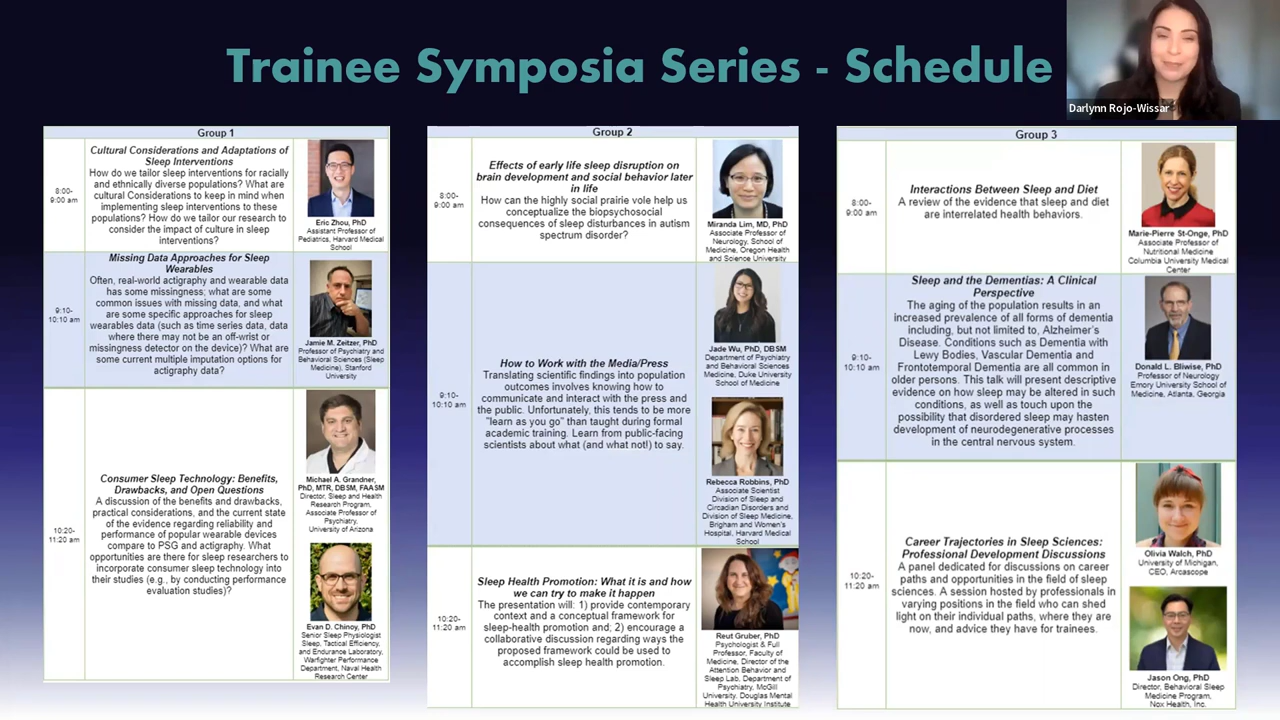 Trainee Symposia Series - Schedule
Darlynn Rojo-Wissar
Group 1
8:00-
9:00 am
Cultural Considerations and Adaptations of
Sleep Interventions
How do we tailor sleep interventions for racially
and ethnically diverse populations? What are
cultural Considerations to keep in mind when
implementing sleep interventions to these
populations? How do we tailor our research to
consider the impact of culture in sleep
interventions?
Eric Zhou, PhD
Assistant Professor of
Pediatrics, Harvard Medical
School
9:10-
10:10 am
Missing Data Approaches for Sleep
Wearables
Often, real-world actigraphy and wearable data
has some missingness; what are some
common issues with missing data, and what
are some specific approaches for sleep
wearables data (such as time series data, data
where there may not be an off-wrist or
missingness detector on the device)? What are
some current multiple imputation options for
actigraphy data?
Jamie M. Zeitzer, PhD
Professor of Psychiatry and
Behavioral Sciences (Sleep
Medicine), Stanford
University
10:20-
11:20 am
Consumer Sleep Technology: Benefits,
Drawbacks, and Open Questions
A discussion of the benefits and drawbacks,
practical considerations, and the current state
of the evidence regarding reliability and
performance of popular wearable devices
compare to PSG and actigraphy. What
opportunities are there for sleep researchers to
incorporate consumer sleep technology into
their studies (e.g., by conducting performance
evaluation studies)?
Michael A. Grandner,
PhD, MTR, DBSM, FAASM
Director, Sleep and Health
Research Program,
Associate Professor of
Psychiatry,
University of Arizona
Evan D. Chinoy, PhD
Senior Sleep Physiologist
Sleep, Tactical Efficiency,
and Endurance Laboratory,
Warfighter Performance
Department, Naval Health
Research Center
Group 2
8:00-
9:00 am
Effects of early life sleep disruption on
brain development and social behavior later
in life
How can the highly social prairie vole help us
conceptualize the biopsychosocial
consequences of sleep disturbances in autism
spectrum disorder?
Miranda Lim, MD, PhD
Associate Professor of
Neurology, School of
Medicine, Oregon Health
and Science University
9:10-
10:10 am
How to Work with the Media/Press
Translating scientific findings into population
outcomes involves knowing how to
communicate and interact with the press and
the public. Unfortunately, this tends to be more
"learn as you go" than taught during formal
academic training. Learn from public-facing
scientists about what (and what not!) to say.
Jade Wu, PhD, DBSM
Department of Psychiatry
and Behavioral Sciences
Medicine, Duke University
School of Medicine
Rebecca Robbins, PhD
Associate Scientist
Division of Sleep and
Circadian Disorders and
Division of Sleep Medicine,
Brigham and Women's
Hospital, Harvard Medical
School
10:20-
11:20 am
Sleep Health Promotion: What it is and how
we can try to make it happen
The presentation will: 1) provide contemporary
context and a conceptual framework for
sleep-health promotion and; 2) encourage a
collaborative discussion regarding ways the
proposed framework could be used to
accomplish sleep health promotion.
Reut Gruber, PhD
Psychologist & Full
Professor, Faculty of
Medicine, Director of the
Attention Behavior and
Sleep Lab, Department of
Psychiatry, McGill
University. Douglas Mental
Health University Institute
Group 3
8:00-
9:00 am
Interactions Between Sleep and Diet
A review of the evidence that sleep and diet
are interrelated health behaviors.
Marie-Pierre St-Onge, PhD
Associate Professor of
Nutritional Medicine
Columbia University Medical
Center
9:10-
10:10 am
Sleep and the Dementias: A Clinical
Perspective
The aging of the population results in an
increased prevalence of all forms of dementia
including, but not limited to, Alzheimer's
Disease. Conditions such as Dementia with
Lewy Bodies, Vascular Dementia and
Frontotemporal Dementia are all common in
older persons. This talk will present descriptive
evidence on how sleep may be altered in such
conditions, as well as touch upon the
possibility that disordered sleep may hasten
development of neurodegenerative processes
in the central nervous system.
Donald L. Bliwise, PhD
Professor of Neurology
Emory University School of
Medicine, Atlanta, Georgia
10:20-
11:20 am
Career Trajectories in Sleep Sciences:
Professional Development Discussions
A panel dedicated for discussions on career
paths and opportunities in the field of sleep
sciences. A session hosted by professionals in
varying positions in the field who can shed
light on their individual paths, where they are
now, and advice they have for trainees.
Olivia Walch, PhD
University of Michigan,
CEO, Arcascope
Jason Ong, PhD
Director, Behavioral Sleep
Medicine Program,
Nox Health, Inc.